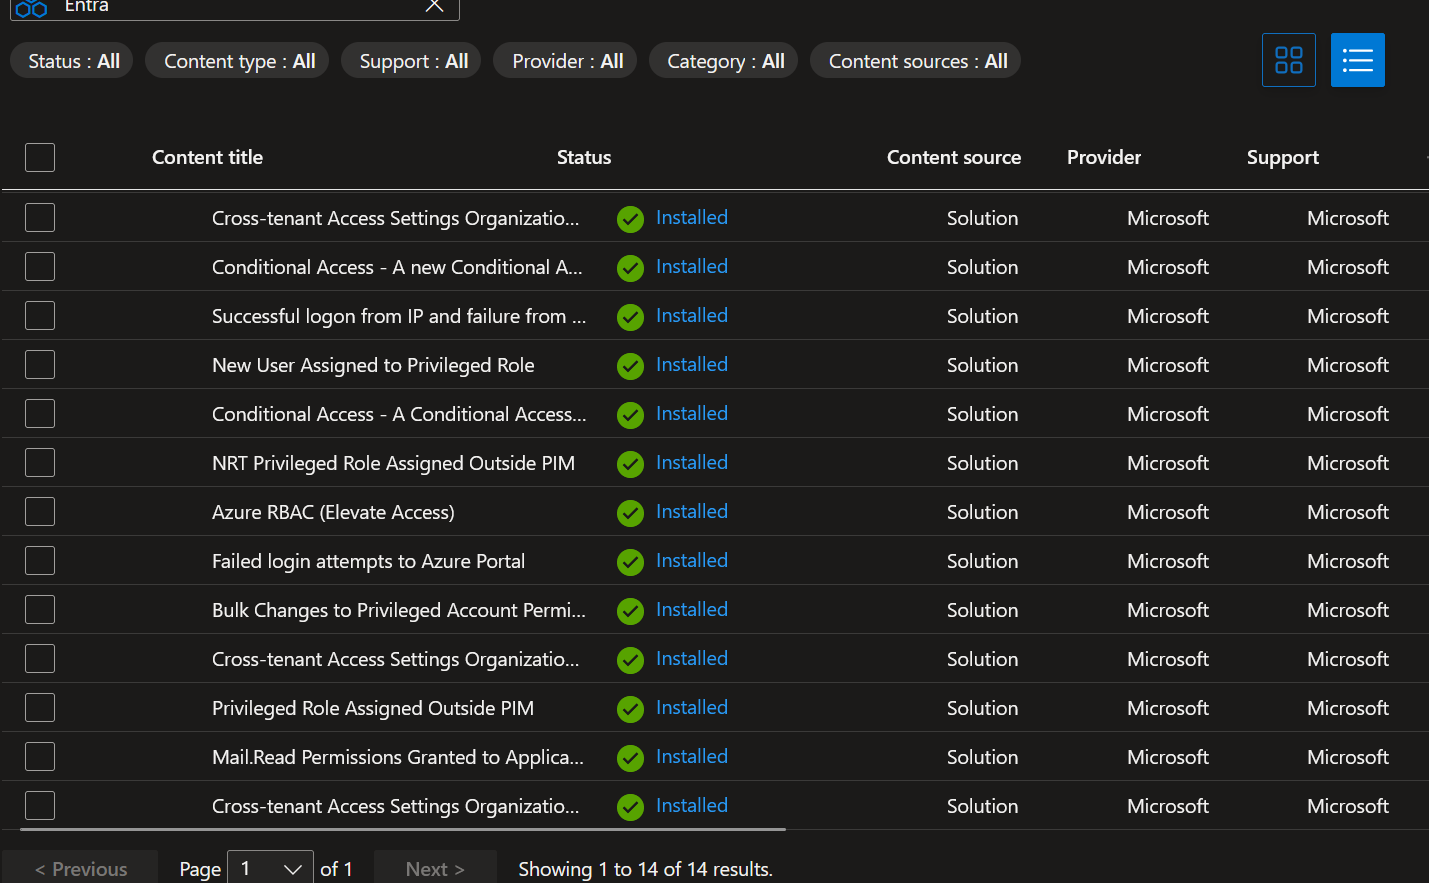 Entra
Status : All Content type : All Support : All Provider : All Category : All Content sources : All
Content title Status Content source Provider Support
Cross-tenant Access Settings Organizatio... Installed Solution Microsoft Microsoft
Conditional Access - A new Conditional A... Installed Solution Microsoft Microsoft
Successful logon from IP and failure from ... Installed Solution Microsoft Microsoft
New User Assigned to Privileged Role Installed Solution Microsoft Microsoft
Conditional Access - A Conditional Access... Installed Solution Microsoft Microsoft
NRT Privileged Role Assigned Outside PIM Installed Solution Microsoft Microsoft
Azure RBAC (Elevate Access) Installed Solution Microsoft Microsoft
Failed login attempts to Azure Portal Installed Solution Microsoft Microsoft
Bulk Changes to Privileged Account Permi... Installed Solution Microsoft Microsoft
Cross-tenant Access Settings Organizatio... Installed Solution Microsoft Microsoft
Privileged Role Assigned Outside PIM Installed Solution Microsoft Microsoft
Mail.Read Permissions Granted to Applica... Installed Solution Microsoft Microsoft
Cross-tenant Access Settings Organizatio... Installed Solution Microsoft Microsoft
< Previous Page 1 of 1 Next > Showing 1 to 14 of 14 results.